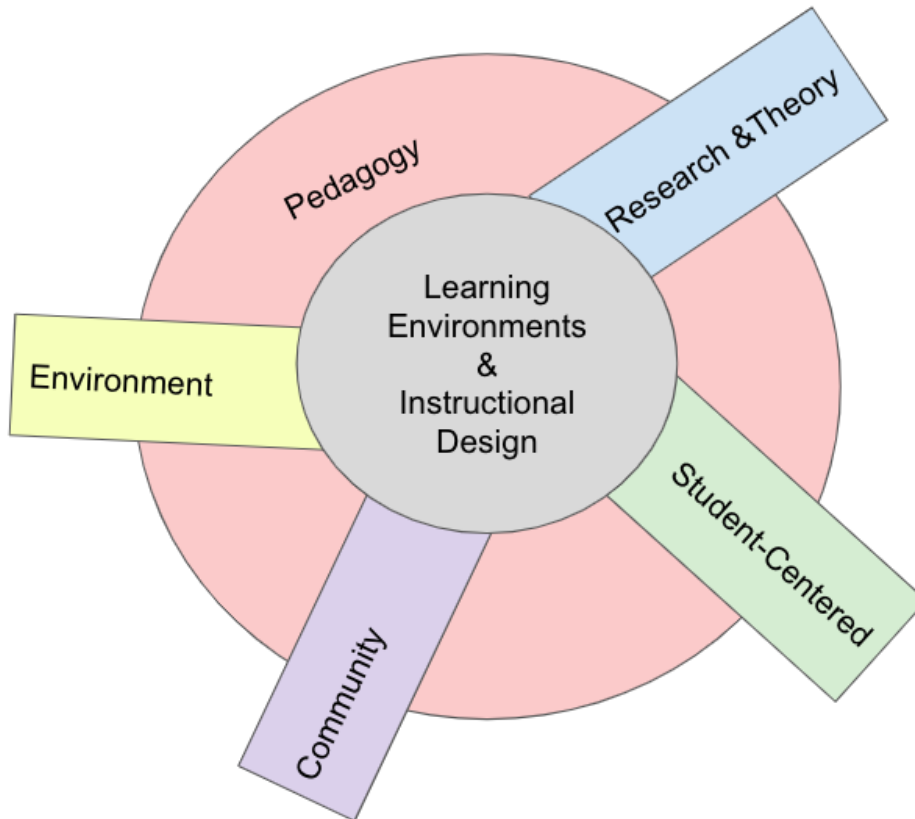 Pedagogy
Research &Theory
Learning
Environments
&
Instructional
Design
Environment
Student-Centered
Community